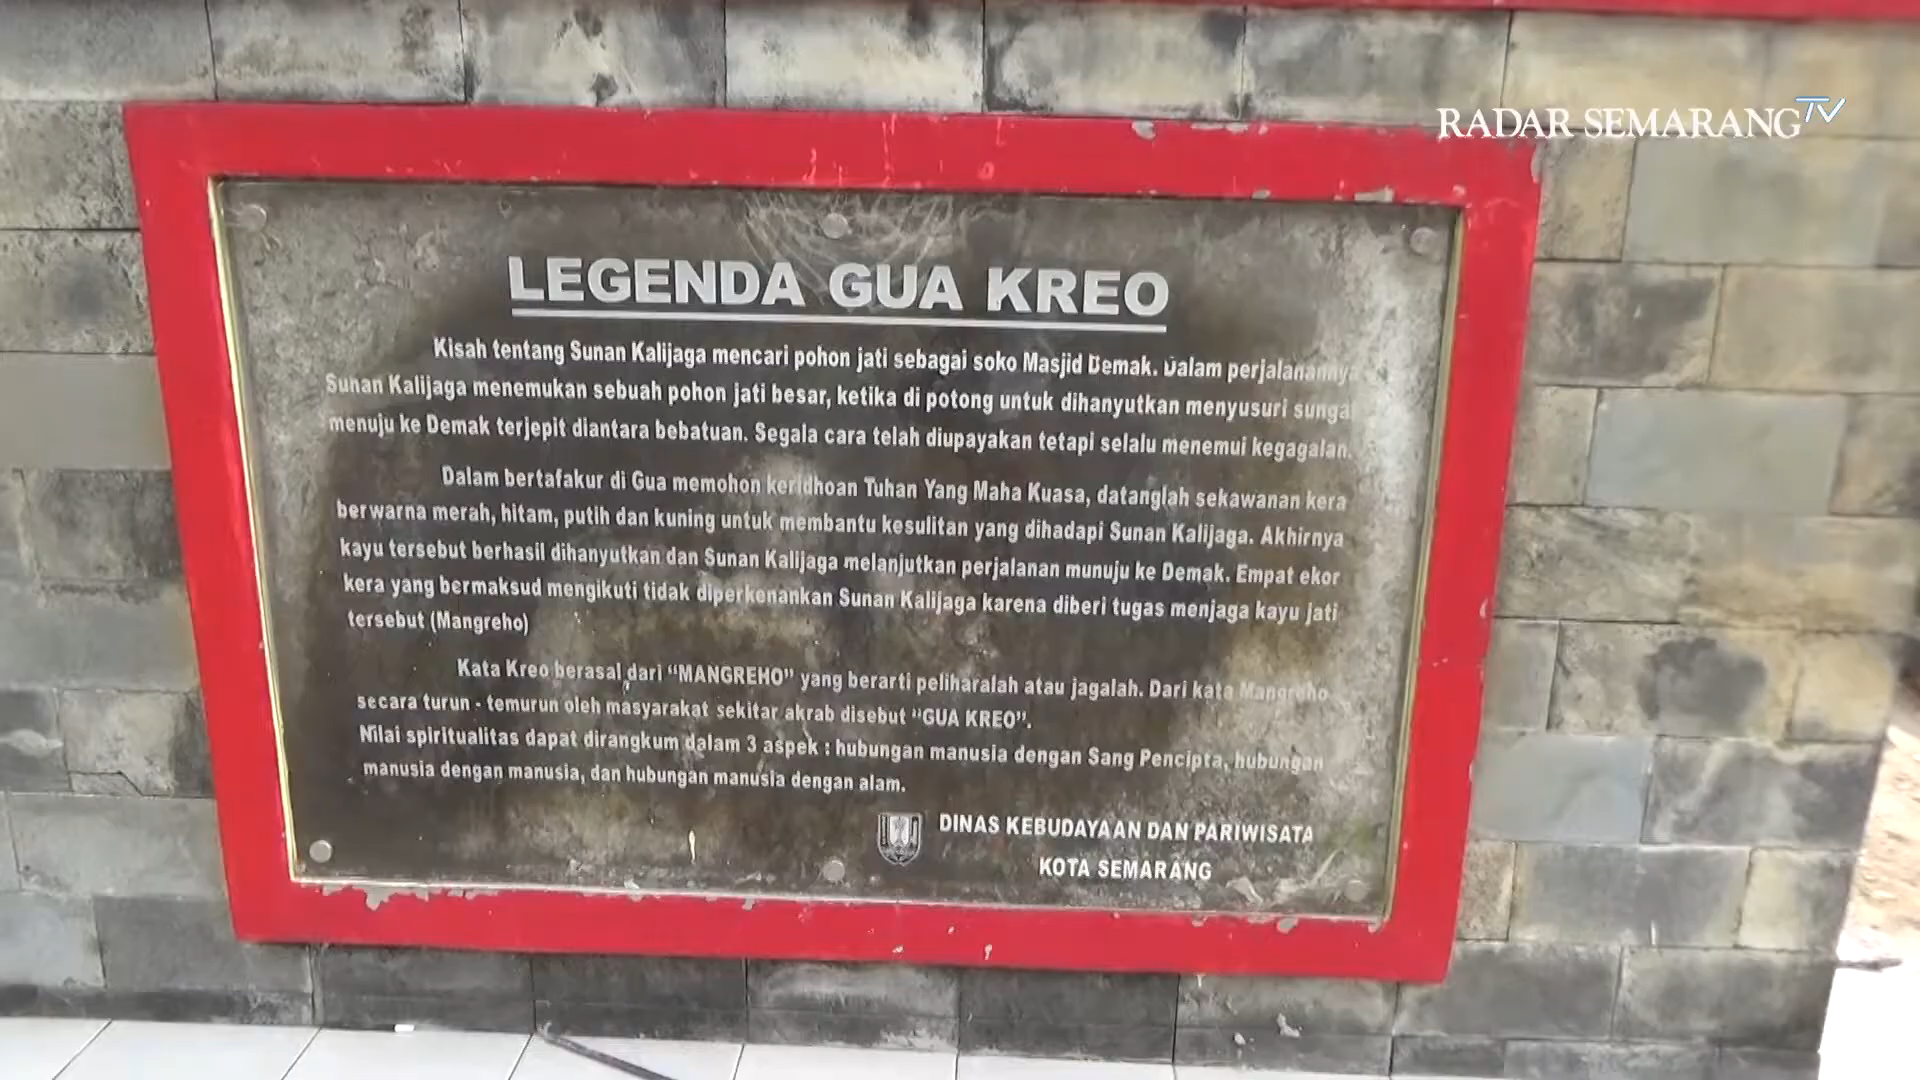 RADAR SEMARANG TV
LEGENDA GUA KREO
Kisah tentang Sunan Kalijaga mencari pohon jati sebagai soko Masjid Demak. Dalam perjalanannya
Sunan Kalijaga menemukan sebuah pohon jati besar, ketika di potong untuk dihanyutkan menyusuri sungai
menuju ke Demak terjepit diantara bebatuan. Segala cara telah diupayakan tetapi selalu menemui kegagalan.
Dalam bertafakur di Gua memohon keridhoan Tuhan Yang Maha Kuasa, datanglah sekawanan kera
berwarna merah, hitam, putih dan kuning untuk membantu kesulitan yang dihadapi Sunan Kalijaga. Akhirnya
kayu tersebut berhasil dihanyutkan dan Sunan Kalijaga melanjutkan perjalanan munuju ke Demak. Empat ekor
kera yang bermaksud mengikuti tidak diperkenankan Sunan Kalijaga karena diberi tugas menjaga kayu jati
tersebut (Mangreho)
Kata Kreo berasal dari "MANGREHO" yang berarti peliharalah atau jagalah. Dari kata Mangreho
secara turun - temurun oleh masyarakat sekitar akrab disebut "GUA KREO".
Nilai spiritualitas dapat dirangkum dalam 3 aspek : hubungan manusia dengan Sang Pencipta, hubungan
manusia dengan manusia, dan hubungan manusia dengan alam.
DINAS KEBUDAYAAN DAN PARIWISATA
KOTA SEMARANG